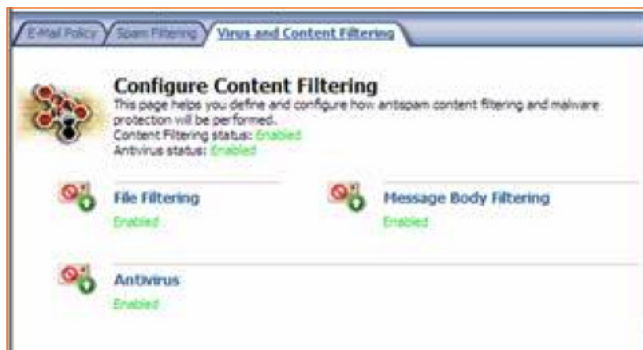 E-Mail Policy
Spam Filtering
Virus and Content Filtering
Configure Content Filtering
This page helps you define and configure how antispam content filtering and malware
protection will be performed.
Content Filtering status: Enabled
Antivirus status: Enabled
File Filtering
Enabled
Message Body Filtering
Enabled
Antivirus
Enabled